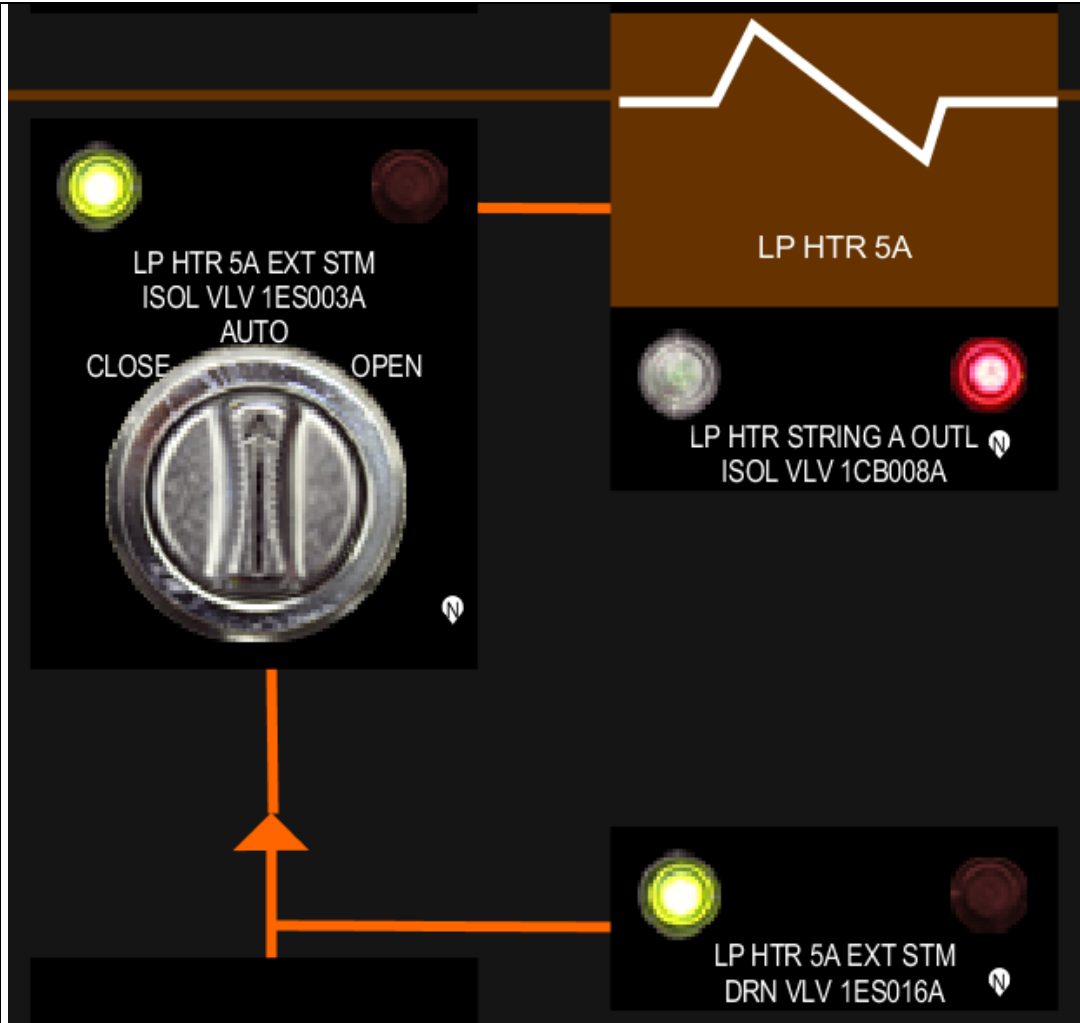 LP HTR 5A
LP HTR 5A EXT STM
ISOL VLV 1ES003A
AUTO
CLOSE OPEN
N
LP HTR STRING A OUTL
ISOL VLV 1CB008A
N
LP HTR 5A EXT STM
DRN VLV 1ES016A
N